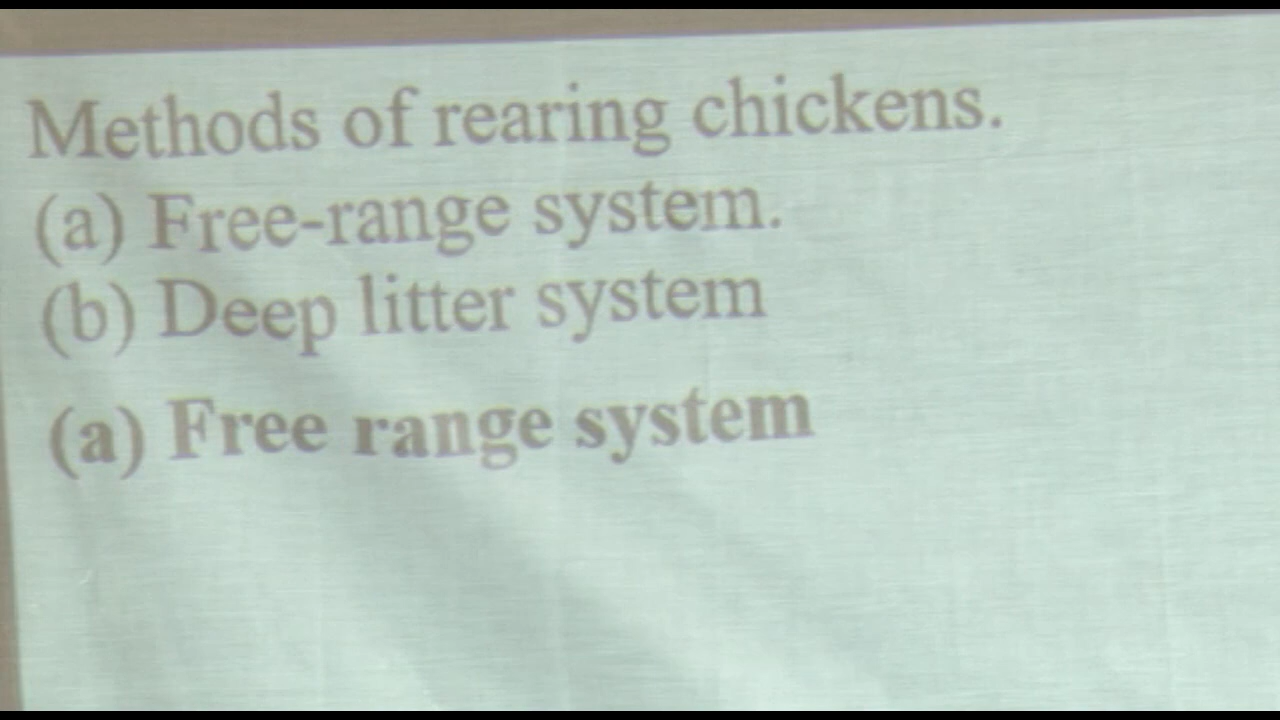 Methods of rearing chickens.
(a) Free-range system.
(b) Deep litter system
(a) Free range system